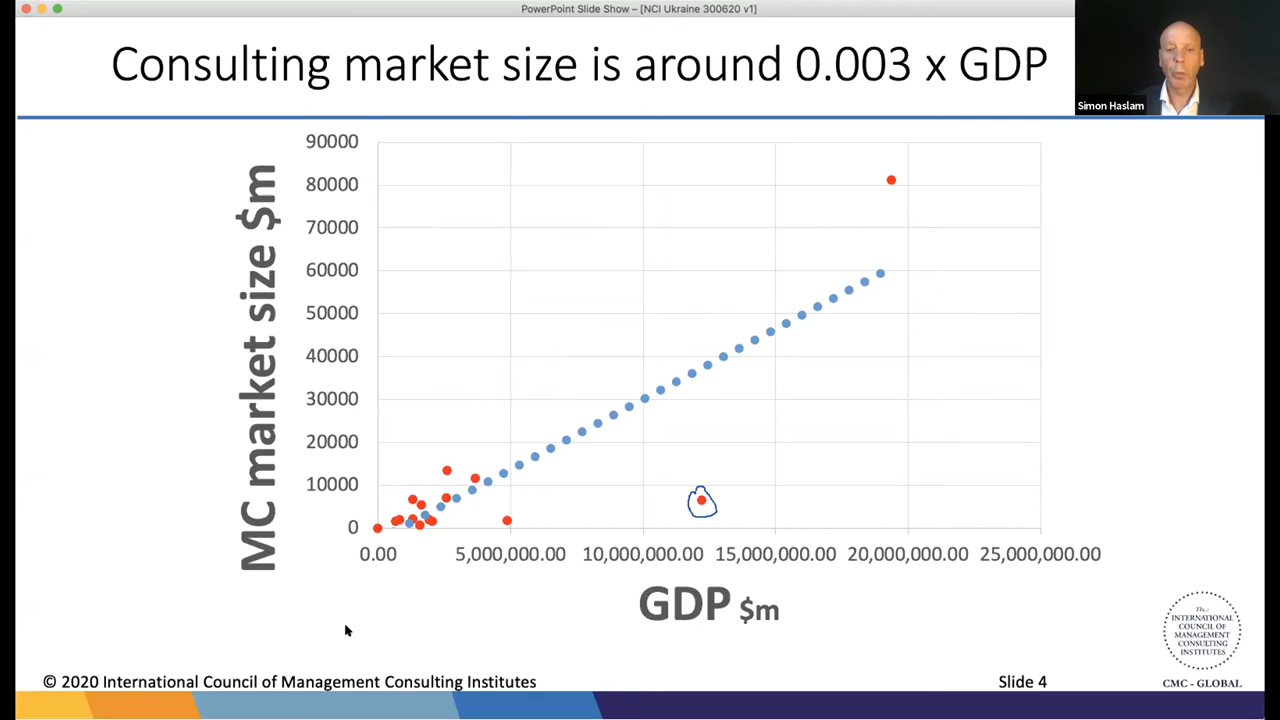 PowerPoint Slide Show – [NCI Ukraine 300620 v1]
Consulting market size is around 0.003 x GDP
Simon Haslam
MC market size $m
90000
80000
70000
60000
50000
40000
30000
20000
10000
0
0.00
5,000,000.00
10,000,000.00
15,000,000.00
20,000,000.00
25,000,000.00
GDP $m
The
INTERNATIONAL
COUNCIL OF
MANAGEMENT
CONSULTING
INSTITUTES
CMC - GLOBAL
© 2020 International Council of Management Consulting Institutes
Slide 4